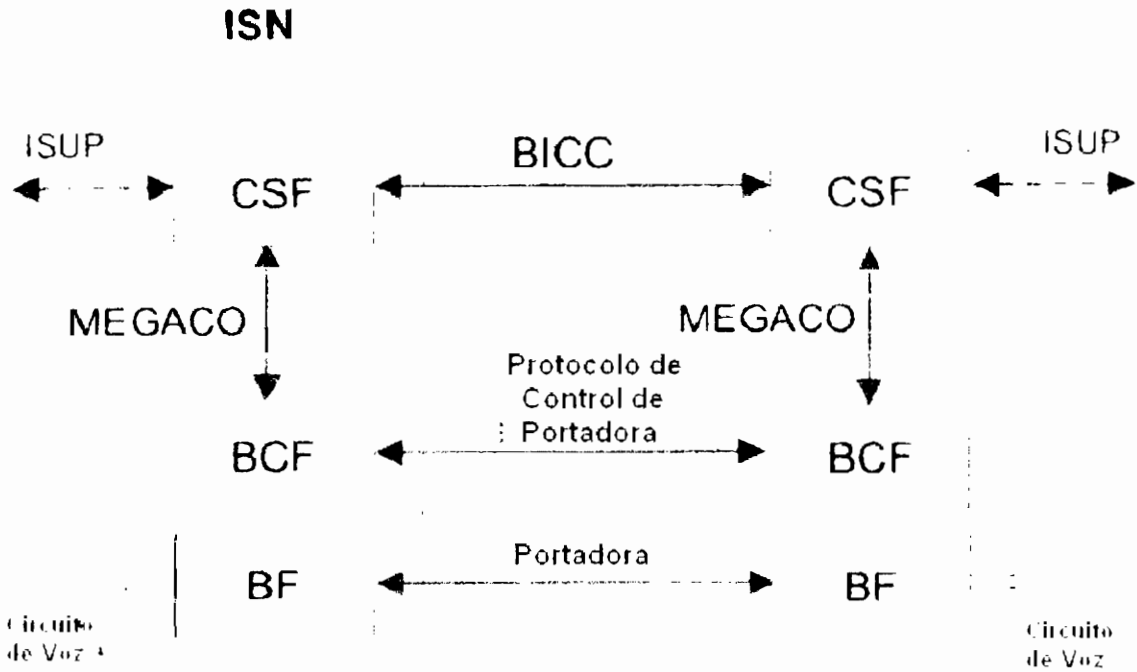 ISN
ISUP
BICC
ISUP
CSF
CSF
MEGACO
MEGACO
Protocolo de
Control de
Portadora
BCF
BCF
Portadora
BF
BF
Circuito
de Voz
Circuito
de Voz